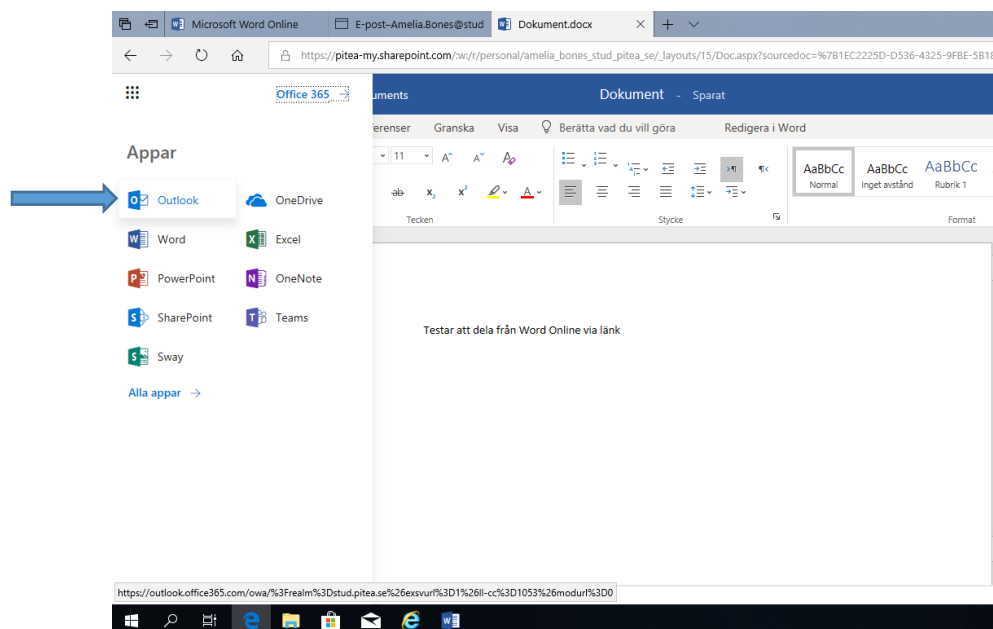 Microsoft Word Online E-post–Amelia.Bones@stud Dokument.docx
https://pitea-my.sharepoint.com/:w:/r/personal/amelia_bones_stud_pitea_se/_layouts/15/Doc.aspx?sourcedoc=%7B1EC2225D-D536-4325-9FBE-5B18
Office 365 uments Dokument - Sparat
erenser Granska Visa Berätta vad du vill göra Redigera i Word
Appar
11 A A A
AaBbCc AaBbCc AaBbCc
Normal Inget avstånd Rubrik 1
ab x₂ x² A
Tecken Stycke Format
Outlook OneDrive
Word Excel
PowerPoint OneNote
SharePoint Teams
Sway
Alla appar
Testar att dela från Word Online via länk
https://outlook.office365.com/owa/%3Frealm%3Dstud.pitea.se%26exsvurl%3D1%26ll-cc%3D1053%26modurl%3D0